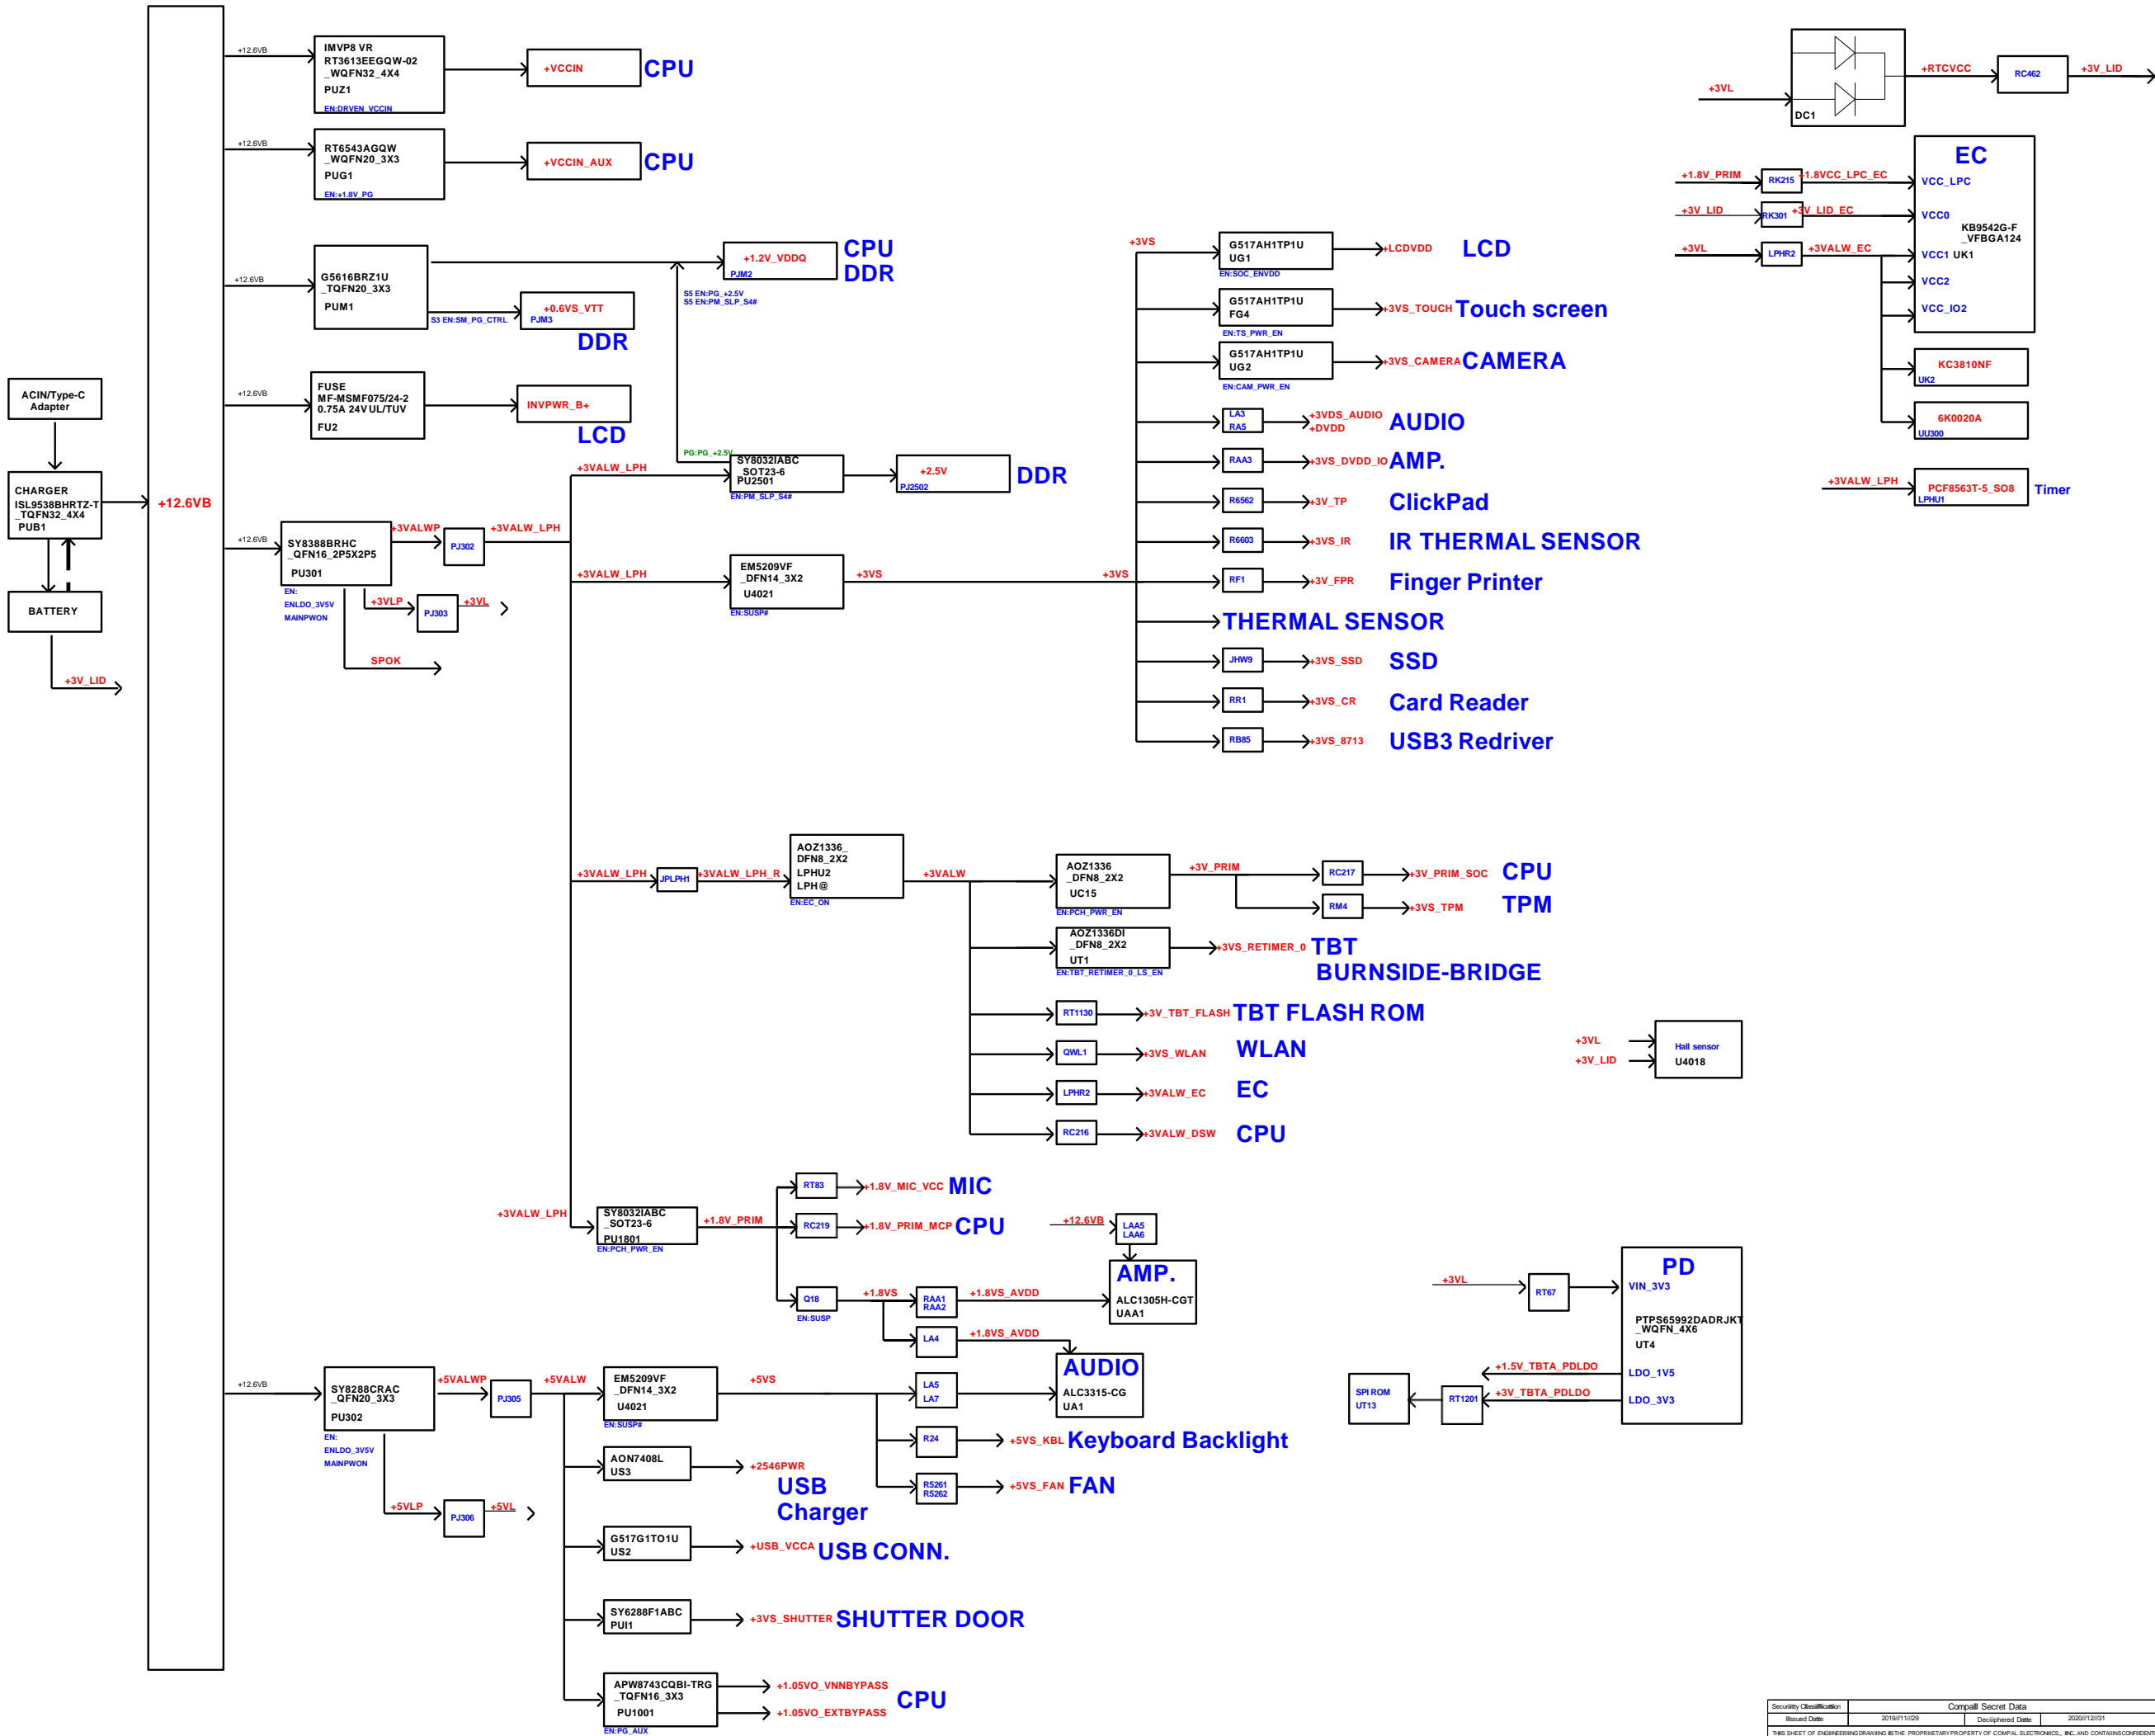 ACIN/Type-C
Adapter
CHARGER
ISL9538BHRTZ-T
_TQFN32_4X4
PUB1
BATTERY
+3V_LID
+12.6VB
+12.6VB
IMVP8 VR
RT3613EEGQW-02
_WQFN32_4X4
PUZ1
EN:DRVEN_VCCIN
+VCCIN
CPU
+12.6VB
RT6543AGQW
_WQFN20_3X3
PUG1
EN:+1.8V_PG
+VCCIN_AUX
CPU
+12.6VB
G5616BRZ1U
_TQFN20_3X3
PUM1
+1.2V_VDDQ
PJM2
CPU
DDR
S5 EN:PG_+2.5V
S5 EN:PM_SLP_S4#
S3 EN:SM_PG_CTRL
+0.6VS_VTT
PJM3
DDR
+12.6VB
FUSE
MF-MSMF075/24-2
0.75A 24V UL/TUV
FU2
INVPWR_B+
LCD
+12.6VB
SY8388BRHC
_QFN16_2P5X2P5
PU301
EN:
ENLDO_3V5V
MAINPWON
+3VALWP
PJ302
+3VALW_LPH
+3VLP
PJ303
+3VL
SPOK
+3VALW_LPH
PG:PG_+2.5V
SY8032IABC
_SOT23-6
PU2501
EN:PM_SLP_S4#
+2.5V
PJ2502
DDR
+3VALW_LPH
EM5209VF
_DFN14_3X2
U4021
EN:SUSP#
+3VS
+3VS
+3VS
G517AH1TP1U
UG1
EN:SOC_ENVDD
+LCDVDD
LCD
G517AH1TP1U
FG4
EN:TS_PWR_EN
+3VS_TOUCH
Touch screen
G517AH1TP1U
UG2
EN:CAM_PWR_EN
+3VS_CAMERA
CAMERA
LA3
RA5
+3VDS_AUDIO
+DVDD
AUDIO
RAA3
+3VS_DVDD_IO
AMP.
R6562
+3V_TP
ClickPad
R6603
+3VS_IR
IR THERMAL SENSOR
RF1
+3V_FPR
Finger Printer
THERMAL SENSOR
JHW9
+3VS_SSD
SSD
RR1
+3VS_CR
Card Reader
RB85
+3VS_8713
USB3 Redriver
+3VALW_LPH
JPLPH1
+3VALW_LPH_R
AOZ1336_
DFN8_2X2
LPHU2
LPH@
EN:EC_ON
+3VALW
AOZ1336
_DFN8_2X2
UC15
EN:PCH_PWR_EN
+3V_PRIM
RC217
+3V_PRIM_SOC
CPU
RM4
+3VS_TPM
TPM
AOZ1336DI
_DFN8_2X2
UT1
EN:TBT_RETIMER_0_LS_EN
+3VS_RETIMER_0
TBT
BURNSIDE-BRIDGE
RT1130
+3V_TBT_FLASH
TBT FLASH ROM
QWL1
+3VS_WLAN
WLAN
LPHR2
+3VALW_EC
EC
RC216
+3VALW_DSW
CPU
+3VALW_LPH
SY8032IABC
_SOT23-6
PU1801
EN:PCH_PWR_EN
+1.8V_PRIM
RT83
+1.8V_MIC_VCC
MIC
RC219
+1.8V_PRIM_MCP
CPU
Q18
EN:SUSP
+1.8VS
RAA1
RAA2
+1.8VS_AVDD
+12.6VB
LAA5
LAA6
AMP.
ALC1305H-CGT
UAA1
LA4
+1.8VS_AVDD
AUDIO
ALC3315-CG
UA1
+12.6VB
SY8288CRAC
_QFN20_3X3
PU302
EN:
ENLDO_3V5V
MAINPWON
+5VALWP
PJ305
+5VALW
+5VLP
PJ306
+5VL
EM5209VF
_DFN14_3X2
U4021
EN:SUSP#
+5VS
LA5
LA7
R24
+5VS_KBL
Keyboard Backlight
R5261
R5262
+5VS_FAN
FAN
AON7408L
US3
+2546PWR
USB
Charger
G517G1TO1U
US2
+USB_VCCA
USB CONN.
SY6288F1ABC
PUI1
+3VS_SHUTTER
SHUTTER DOOR
APW8743CQBI-TRG
_TQFN16_3X3
PU1001
EN:PG_AUX
+1.05VO_VNNBYPASS
+1.05VO_EXTBYPASS
CPU
+3VL
DC1
+RTCVCC
RC462
+3V_LID
EC
+1.8V_PRIM
RK215
+1.8VCC_LPC_EC
VCC_LPC
+3V_LID
RK301
+3V_LID_EC
VCC0
KB9542G-F
_VFBGA124
+3VL
LPHR2
+3VALW_EC
VCC1 UK1
VCC2
VCC_IO2
KC3810NF
UK2
6K0020A
UU300
+3VALW_LPH
PCF8563T-5_SO8
LPHU1
Timer
+3VL
+3V_LID
Hall sensor
U4018
PD
+3VL
RT67
VIN_3V3
PTPS65992DADRJKT
_WQFN_4X6
UT4
+1.5V_TBTA_PDLDO
LDO_1V5
+3V_TBTA_PDLDO
LDO_3V3
SPI ROM
UT13
RT1201